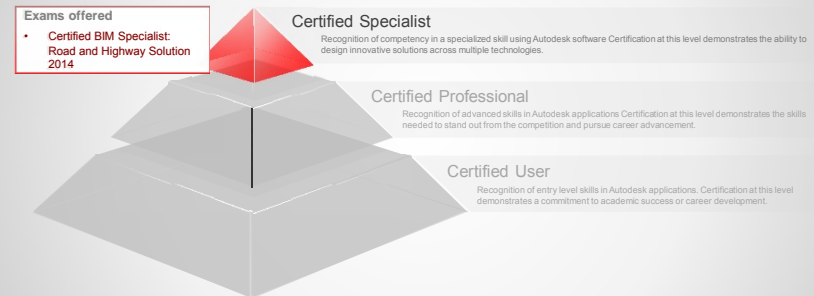 Exams offered
• Certified BIM Specialist:
Road and Highway Solution
2014
Certified Specialist
Recognition of competency in a specialized skill using Autodesk software Certification at this level demonstrates the ability to
design innovative solutions across multiple technologies.
Certified Professional
Recognition of advanced skills in Autodesk applications Certification at this level demonstrates the skills
needed to stand out from the competition and pursue career advancement.
Certified User
Recognition of entry level skills in Autodesk applications. Certification at this level
demonstrates a commitment to academic success or career development.